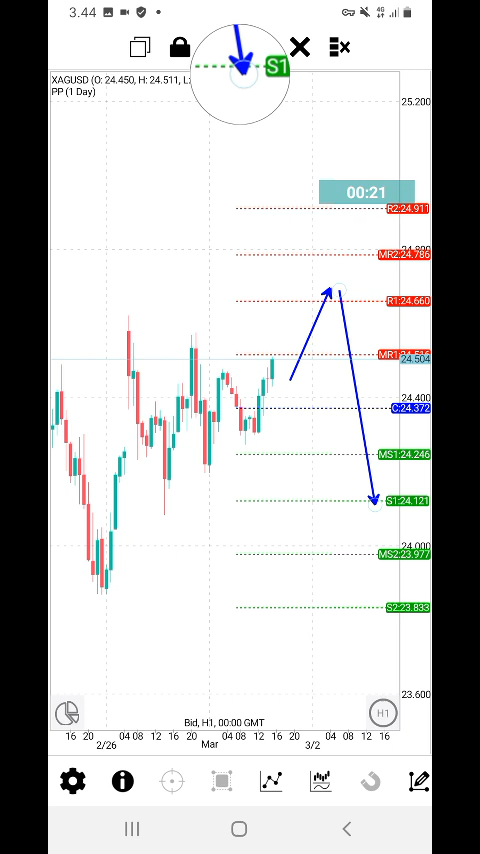 3.44
4G
S1
XAGUSD (O: 24.450, H: 24.511, L:
PP (1 Day)
25.200
00:21
R2:24.911
MR2:24.786
R1:24.660
24.504
24.400
C:24.372
MS1:24.246
S1:24.121
24.000
MS2:23.977
S2:23.833
23.600
H1
Bid, H1, 00:00 GMT
16 20 04 08 12 16 20 04 08 12 16 20 04 08 12 16
2/26 Mar 3/2